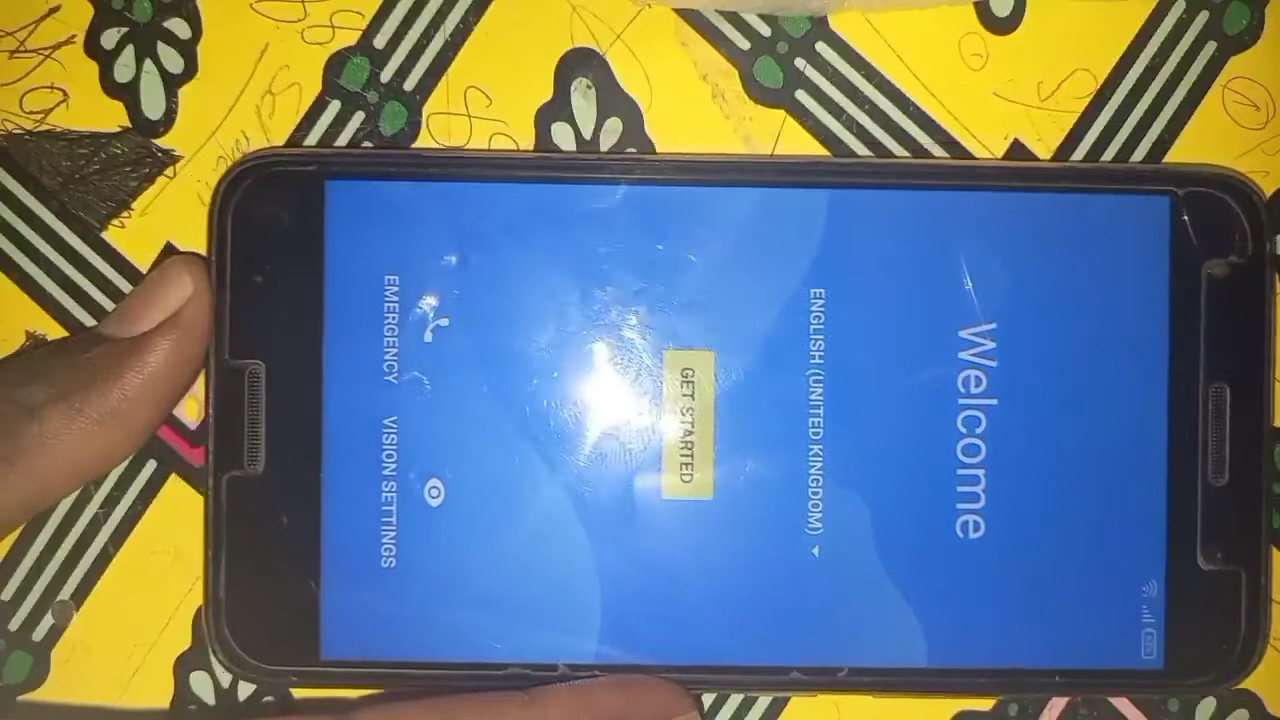 Welcome
ENGLISH (UNITED KINGDOM)
GET STARTED
EMERGENCY
VISION SETTINGS